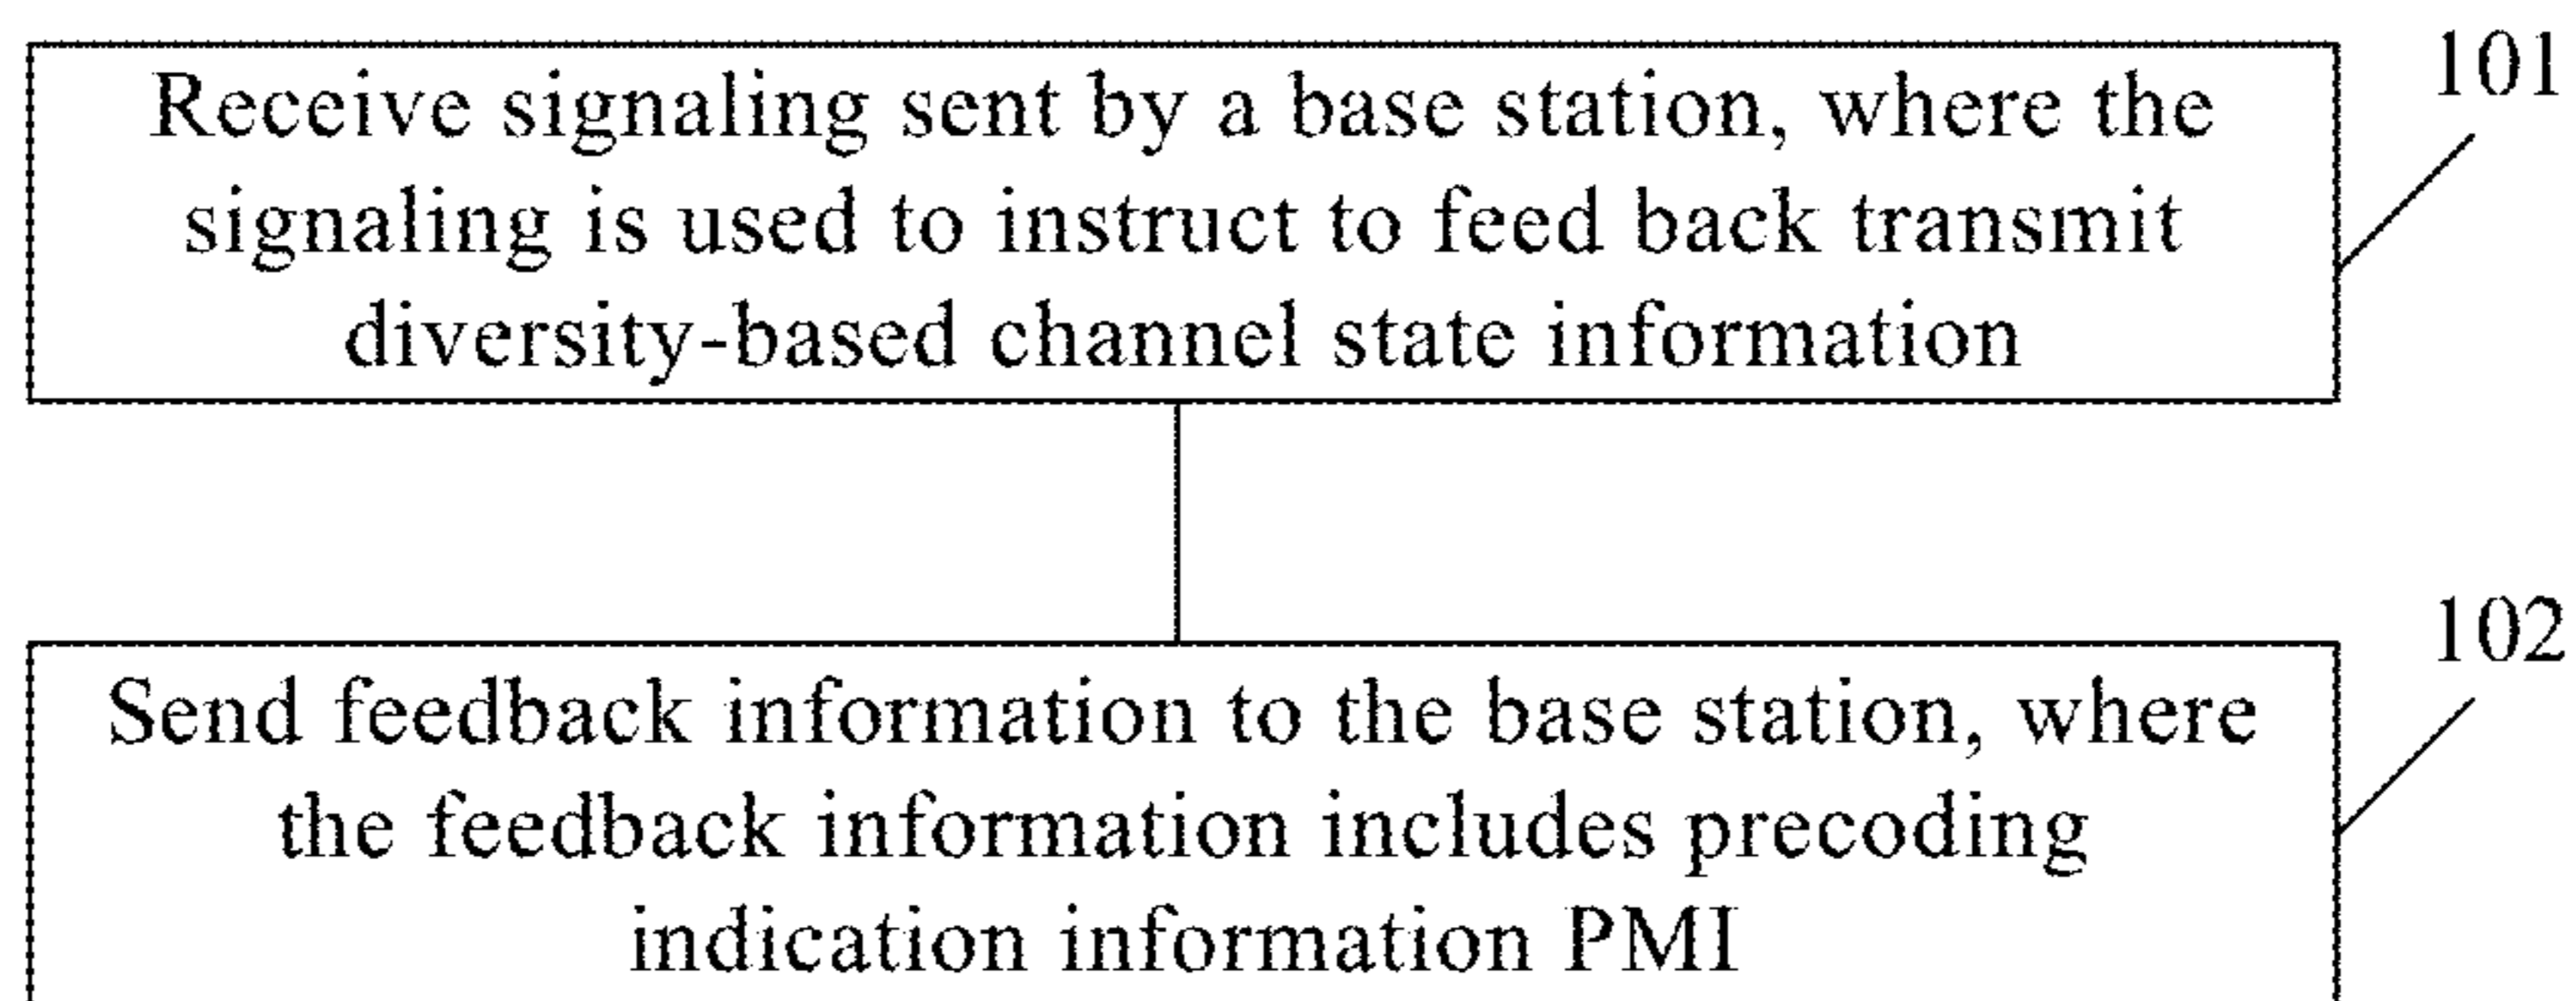 101
Receive signaling sent by a base station, where the
signaling is used to instruct to feed back transmit
diversity-based channel state information
102
Send feedback information to the base station, where
the feedback information includes precoding
indication information PMI